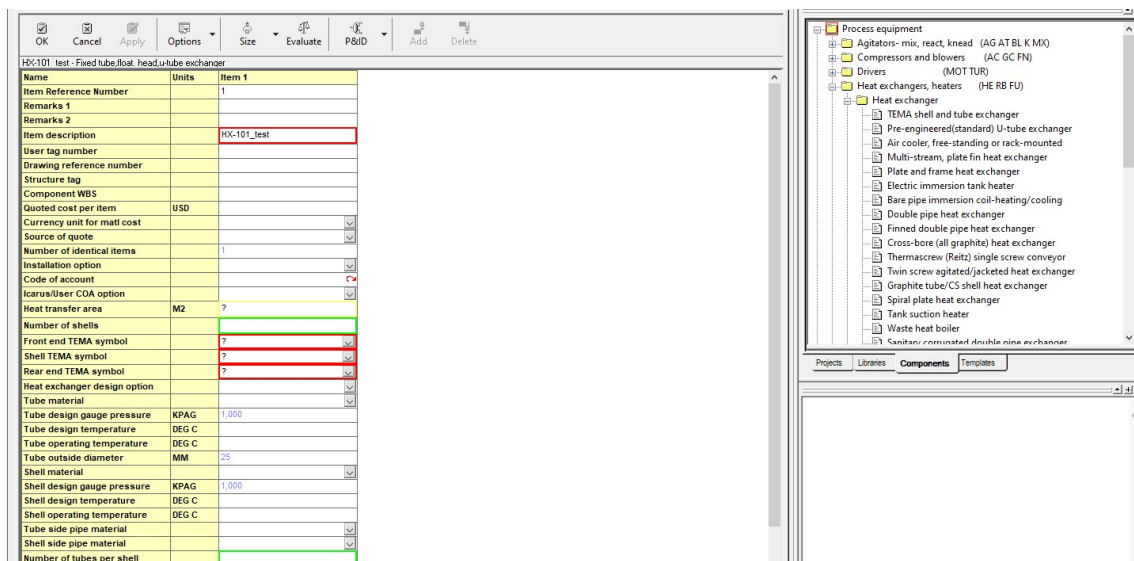 OK Cancel Apply Options Size Evaluate P&ID Add Delete
HX-101 test - Fixed tube,float. head,u-tube exchanger
Name Units Item 1
Item Reference Number 1
Remarks 1
Remarks 2
Item description HX-101_test
User tag number
Drawing reference number
Structure tag
Component WBS
Quoted cost per item USD
Currency unit for matl cost
Source of quote
Number of identical items 1
Installation option
Code of account
Icarus/User COA option
Heat transfer area M2 ?
Number of shells
Front end TEMA symbol ?
Shell TEMA symbol ?
Rear end TEMA symbol ?
Heat exchanger design option
Tube material
Tube design gauge pressure KPAG 1,000
Tube design temperature DEG C
Tube operating temperature DEG C
Tube outside diameter MM 25
Shell material
Shell design gauge pressure KPAG 1,000
Shell design temperature DEG C
Shell operating temperature DEG C
Tube side pipe material
Shell side pipe material
Number of tubes per shell
Process equipment
Agitators- mix, react, knead (AG AT BL K MX)
Compressors and blowers (AC GC FN)
Drivers (MOT TUR)
Heat exchangers, heaters (HE RB FU)
Heat exchanger
TEMA shell and tube exchanger
Pre-engineered(standard) U-tube exchanger
Air cooler, free-standing or rack-mounted
Multi-stream, plate fin heat exchanger
Plate and frame heat exchanger
Electric immersion tank heater
Bare pipe immersion coil-heating/cooling
Double pipe heat exchanger
Finned double pipe heat exchanger
Cross-bore (all graphite) heat exchanger
Thermascrew (Reitz) single screw conveyor
Twin screw agitated/jacketed heat exchanger
Graphite tube/CS shell heat exchanger
Spiral plate heat exchanger
Tank suction heater
Waste heat boiler
Sanitary corrugated double pipe exchanger
Projects Libraries Components Templates